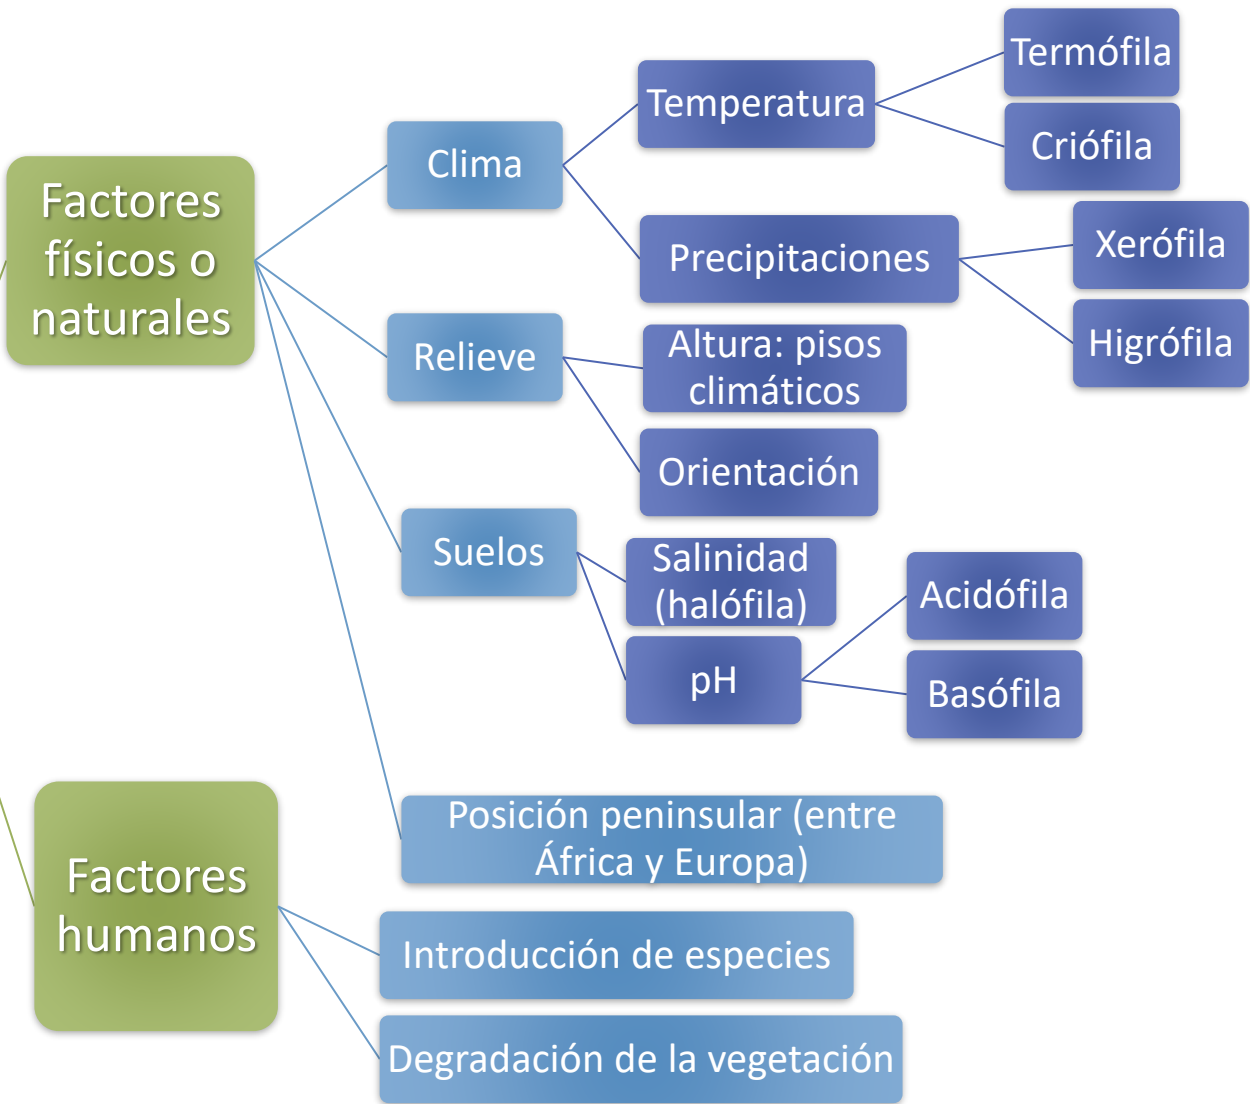 Factores
físicos o
naturales
Clima
Temperatura
Termófila
Criófila
Precipitaciones
Xerófila
Higrófila
Relieve
Altura: pisos
climáticos
Orientación
Suelos
Salinidad
(halófila)
pH
Acidófila
Basófila
Posición peninsular (entre
África y Europa)
Factores
humanos
Introducción de especies
Degradación de la vegetación